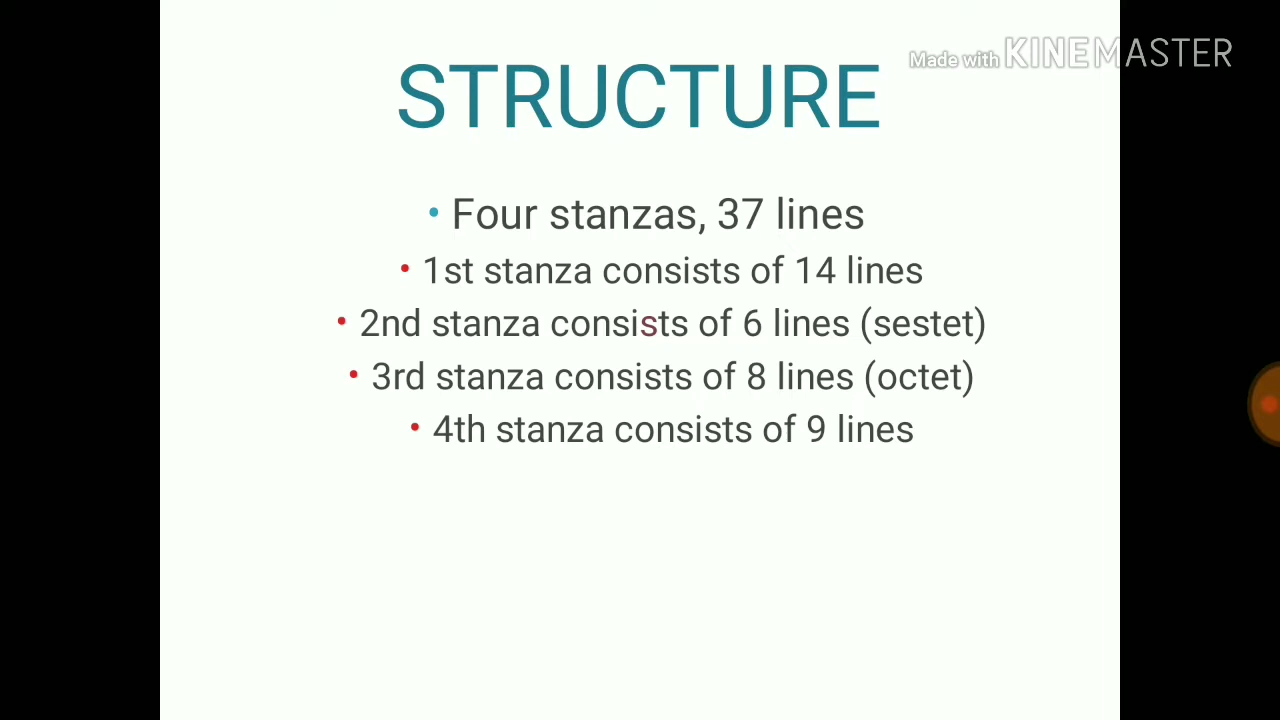 Made with KINEMASTER
STRUCTURE
• Four stanzas, 37 lines
• 1st stanza consists of 14 lines
• 2nd stanza consists of 6 lines (sestet)
• 3rd stanza consists of 8 lines (octet)
• 4th stanza consists of 9 lines